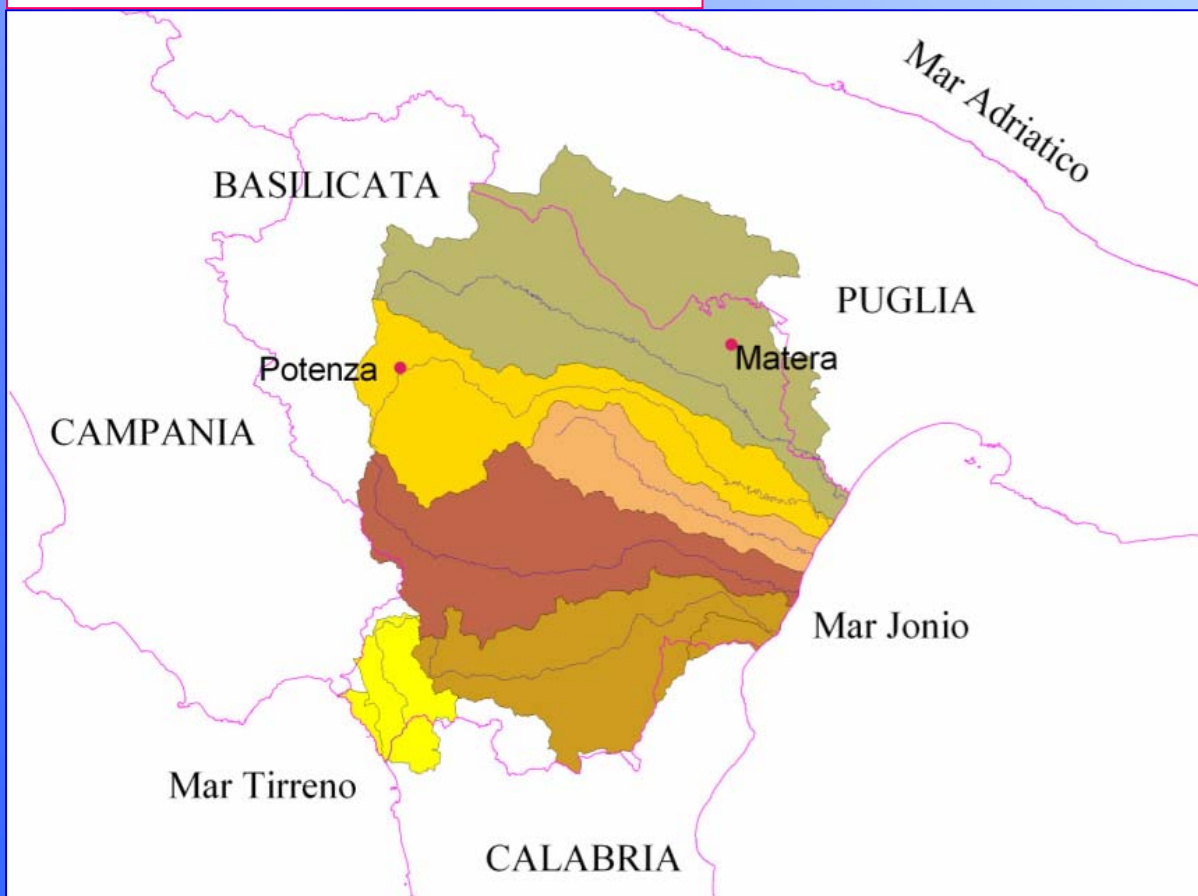 Mar Adriatico
BASILICATA
PUGLIA
Potenza
Matera
CAMPANIA
Mar Jonio
Mar Tirreno
CALABRIA